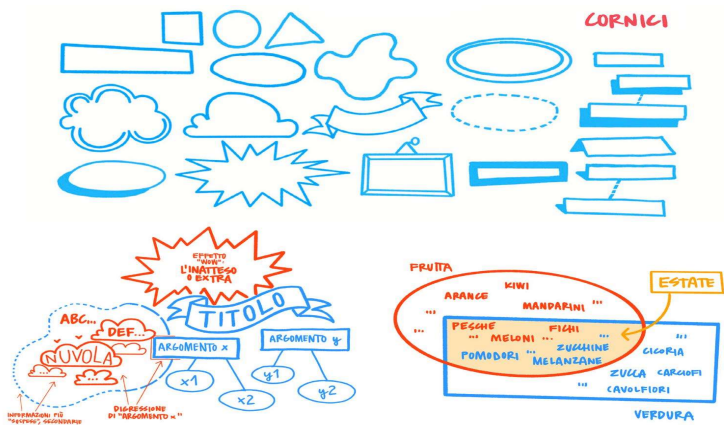 CORNICI
EFFETTO
"WOW":
L'INATTESO
O EXTRA
TITOLO
ABC...
DEF...
NUVOLA
...
...
ARGOMENTO x
ARGOMENTO y
x1
x2
y1
y2
INFORMAZIONI PIÙ
"SOSPESE", SECONDARIE
DIGRESSIONE
DI "ARGOMENTO x"
FRUTTA
ESTATE
KIWI
ARANCE
MANDARINI
...
...
...
PESCHE
FICHI
...
MELONI
...
...
ZUCCHINE
POMODORI
...
MELANZANE
...
CICORIA
ZUCCA
CARCIOFI
...
CAVOLFIORI
VERDURA